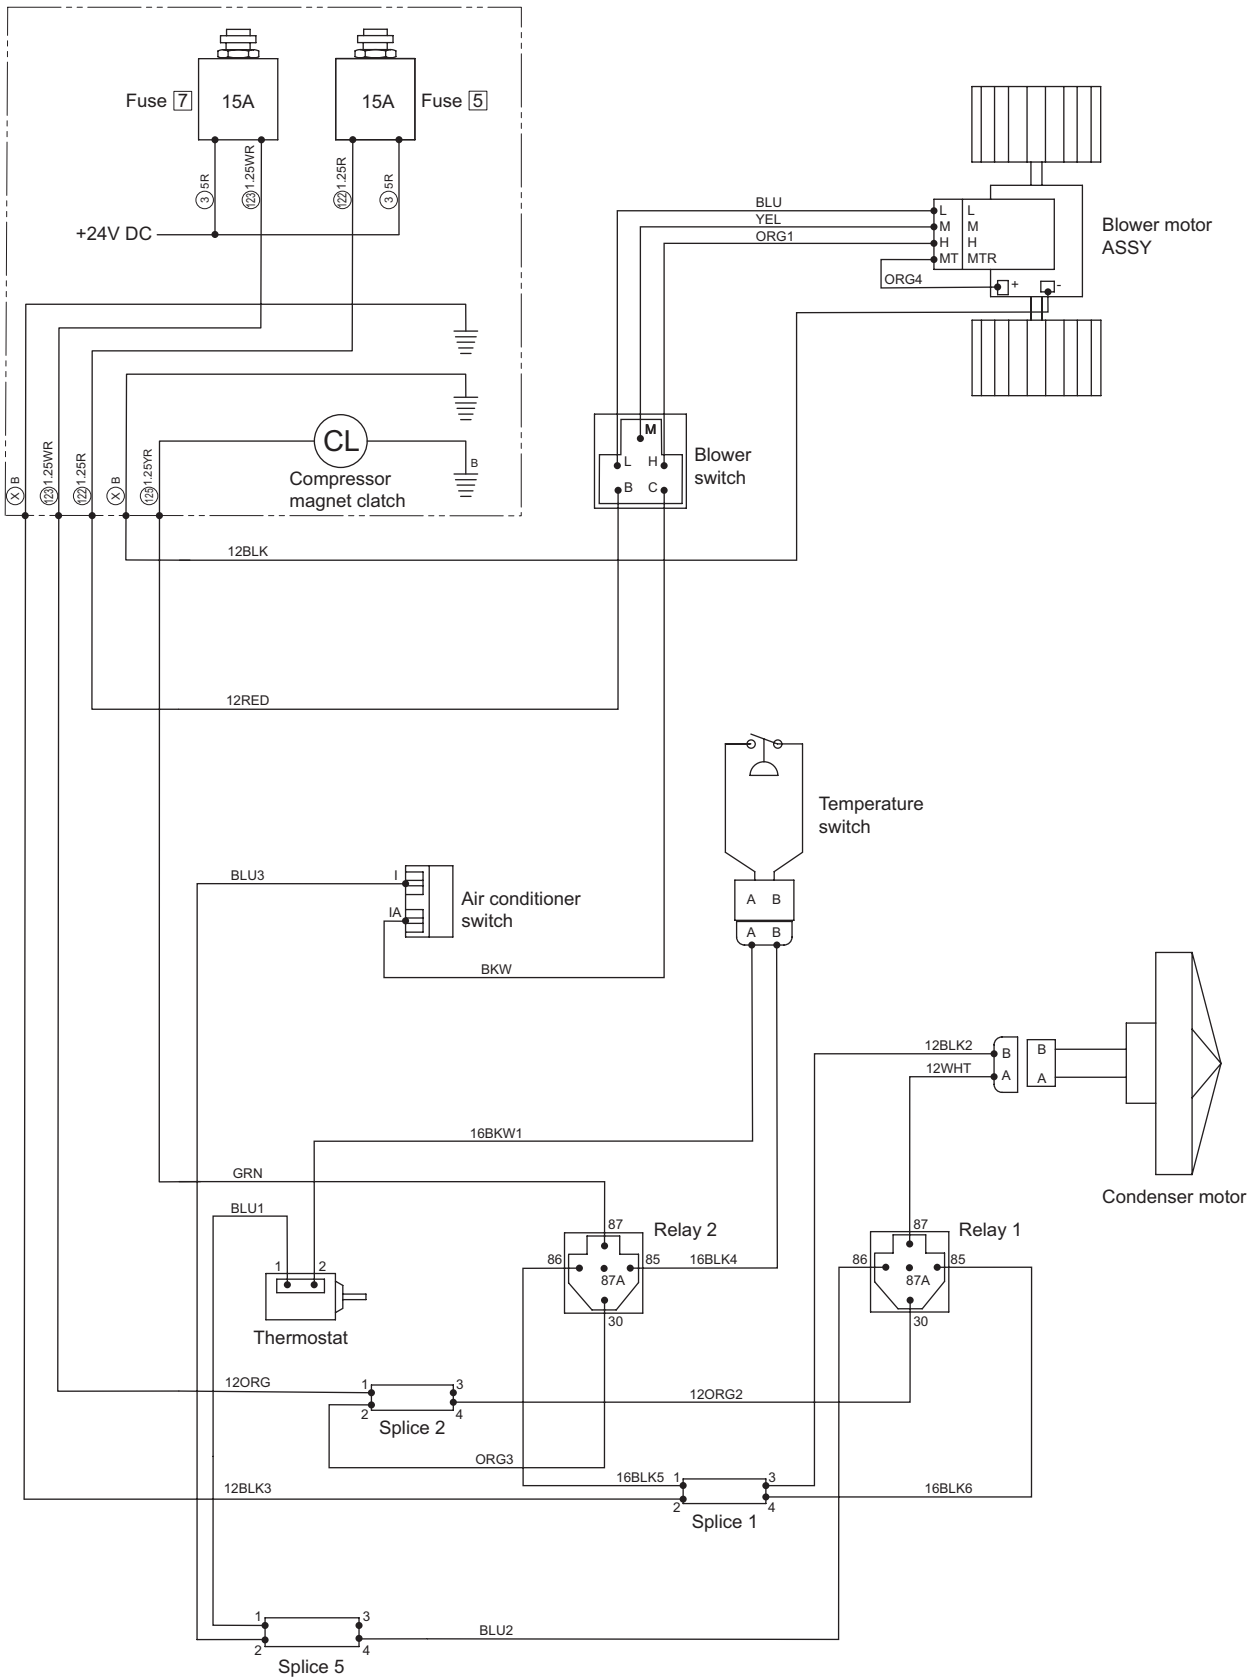 Fuse 7
15A
15A
Fuse 5
3 5R
123 1.25WR
122 1.25R
3 5R
+24V DC
BLU
YEL
ORG1
ORG4
L L
M M
H H
MT MTR
+ -
Blower motor
ASSY
X B
123 1.25WR
122 1.25R
X B
125 1.25YR
CL
B
Compressor
magnet clatch
M
L H
B C
Blower
switch
12BLK
12RED
Temperature
switch
A B
A B
BLU3
I
IA
Air conditioner
switch
BKW
12BLK2
12WHT
B
A
B
A
Condenser motor
16BKW1
GRN
BLU1
1 2
Thermostat
87
86 85
87A
30
Relay 2
16BLK4
87
86 85
87A
30
Relay 1
12ORG
1 3
2 4
Splice 2
12ORG2
ORG3
16BLK5
12BLK3
1 3
2 4
Splice 1
16BLK6
1 3
2 4
Splice 5
BLU2